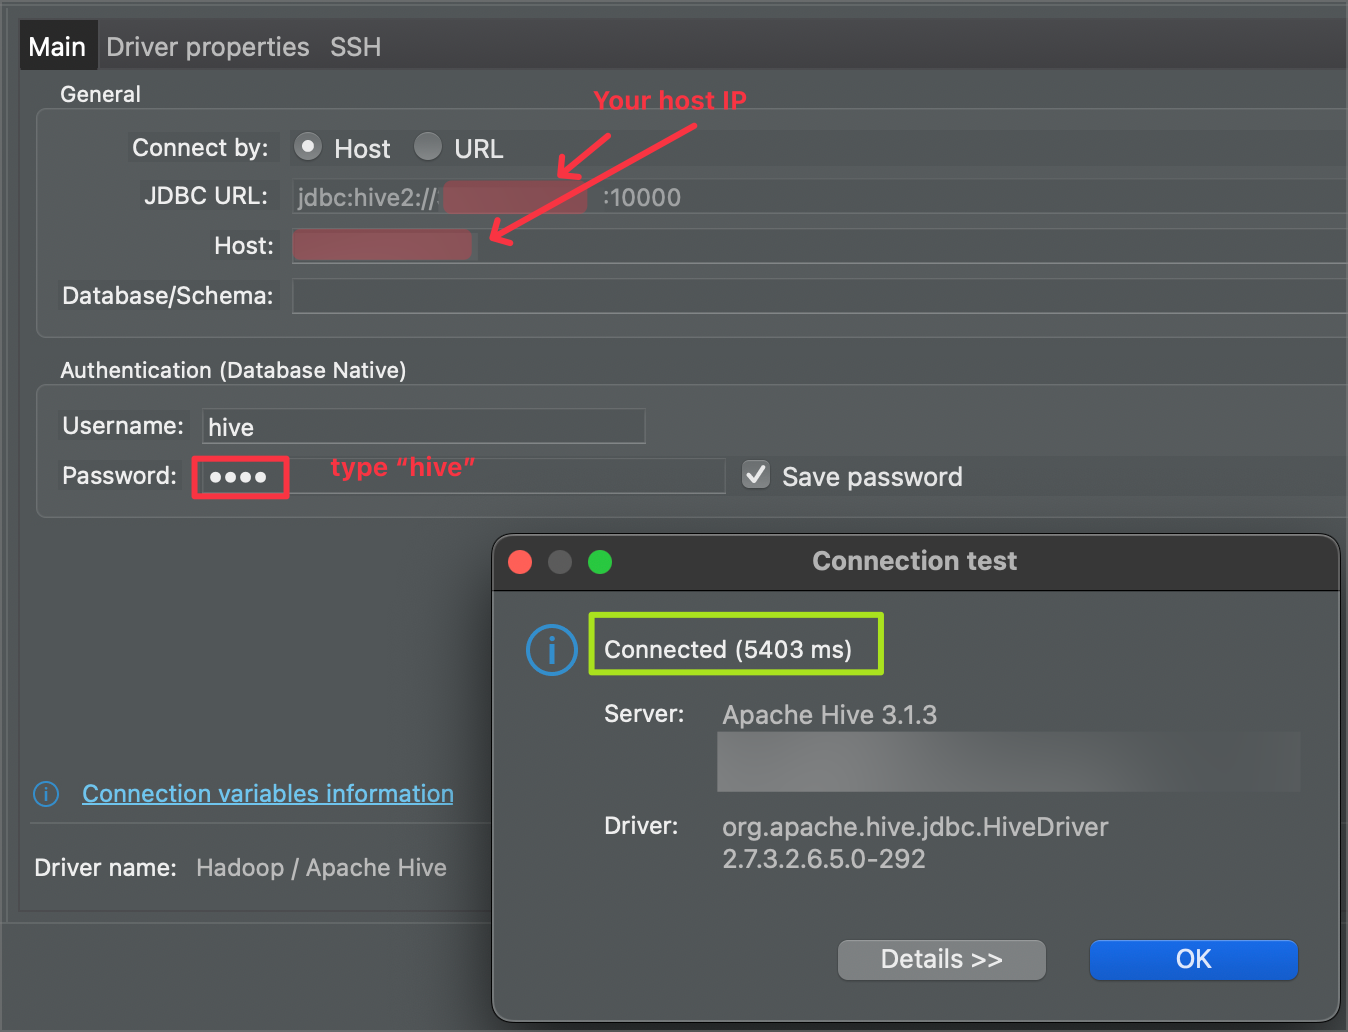 Main Driver properties SSH
General
Your host IP
Connect by: Host URL
JDBC URL: jdbc:hive2:// :10000
Host:
Database/Schema:
Authentication (Database Native)
Username: hive
Password: •••• type “hive” Save password
Connection test
Connected (5403 ms)
Server: Apache Hive 3.1.3
Driver: org.apache.hive.jdbc.HiveDriver
2.7.3.2.6.5.0-292
Connection variables information
Driver name: Hadoop / Apache Hive
Details >> OK